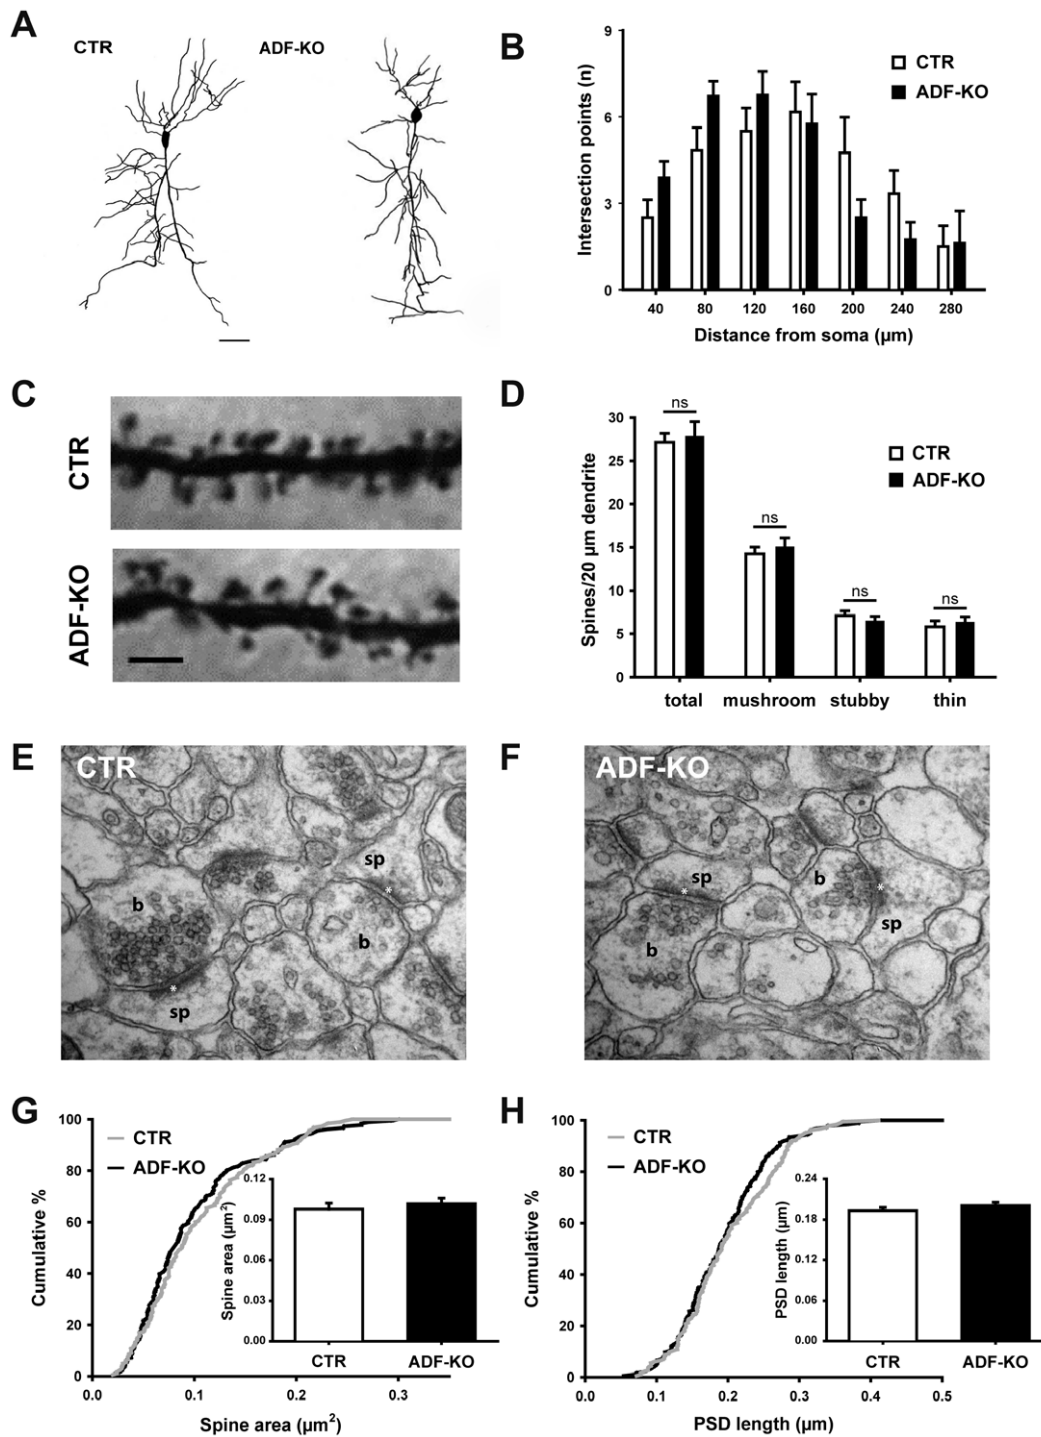 A
CTR
ADF-KO
B
9
6
3
0
Intersection points (n)
CTR
ADF-KO
40 80 120 160 200 240 280
Distance from soma (µm)
C
CTR
ADF-KO
D
30
25
20
15
10
5
0
Spines/20 µm dendrite
ns
ns
ns
ns
CTR
ADF-KO
total mushroom stubby thin
E
CTR
sp
*
b
b
*
sp
F
ADF-KO
sp
*
b
*
sp
b
G
100
80
60
40
20
0
Cumulative %
CTR
ADF-KO
0.12
0.09
0.06
0.03
0.00
Spine area (µm²)
CTR ADF-KO
0.0 0.1 0.2 0.3
Spine area (µm²)
H
100
80
60
40
20
0
Cumulative %
CTR
ADF-KO
0.24
0.18
0.12
0.06
0.00
PSD length (µm)
CTR ADF-KO
0.0 0.1 0.2 0.3 0.4 0.5
PSD length (µm)